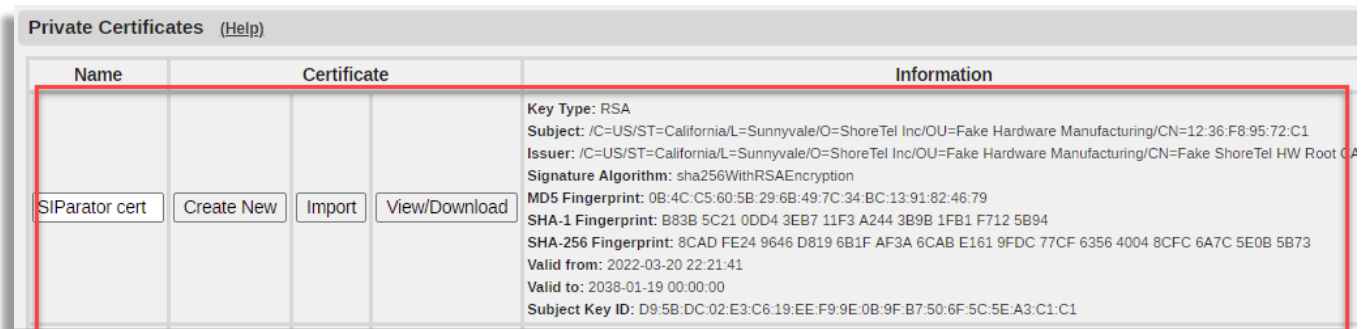 Private Certificates (Help)
Name Certificate Information
Key Type: RSA
Subject: /C=US/ST=California/L=Sunnyvale/O=ShoreTel Inc/OU=Fake Hardware Manufacturing/CN=12:36:F8:95:72:C1
Issuer: /C=US/ST=California/L=Sunnyvale/O=ShoreTel Inc/OU=Fake Hardware Manufacturing/CN=Fake ShoreTel HW Root CA
Signature Algorithm: sha256WithRSAEncryption
SIParator cert Create New Import View/Download
MD5 Fingerprint: 0B:4C:C5:60:5B:29:6B:49:7C:34:BC:13:91:82:46:79
SHA-1 Fingerprint: B83B 5C21 0DD4 3EB7 11F3 A244 3B9B 1FB1 F712 5B94
SHA-256 Fingerprint: 8CAD FE24 9646 D819 6B1F AF3A 6CAB E161 9FDC 77CF 6356 4004 8CFC 6A7C 5E0B 5B73
Valid from: 2022-03-20 22:21:41
Valid to: 2038-01-19 00:00:00
Subject Key ID: D9:5B:DC:02:E3:C6:19:EE:F9:9E:0B:9F:B7:50:6F:5C:5E:A3:C1:C1